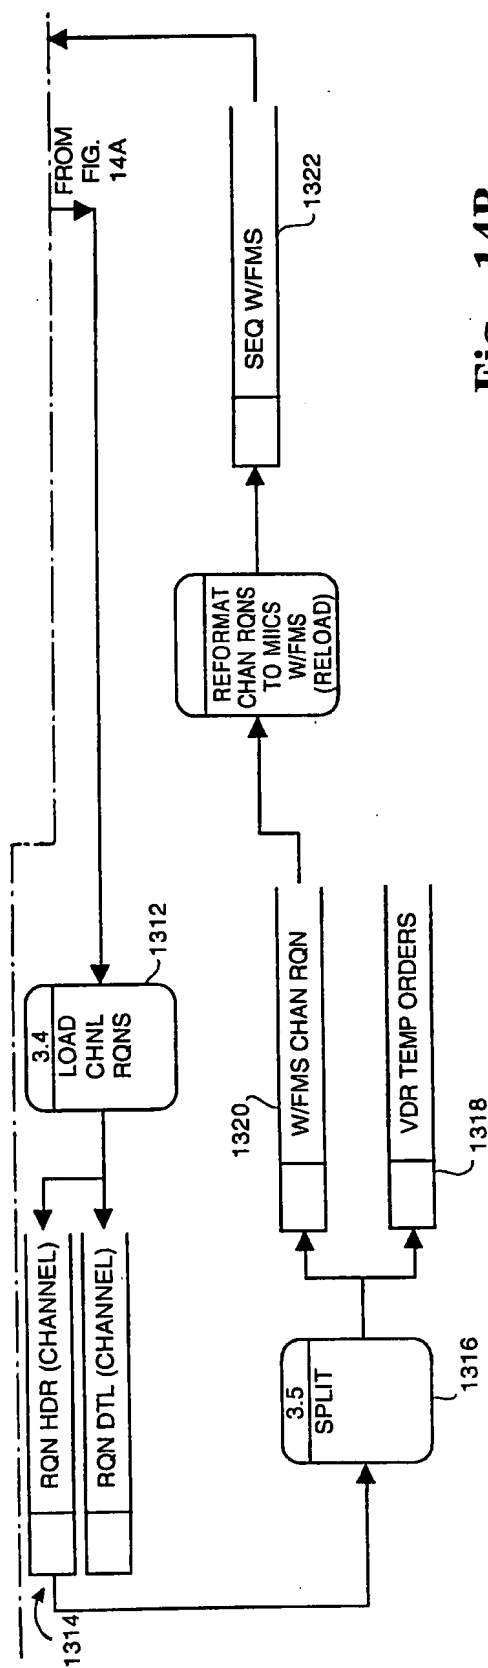 FROM
FIG.
14A
3.4
LOAD
CHNL
RQNS
1312
RQN HDR (CHANNEL)
RQN DTL (CHANNEL)
1314
3.5
SPLIT
1316
1320
W/FMS CHAN RQN
VDR TEMP ORDERS
1318
REFORMAT
CHAN RQNS
TO MIICS
W/FMS
(RELOAD)
SEQ W/FMS
1322
Fig. 14B